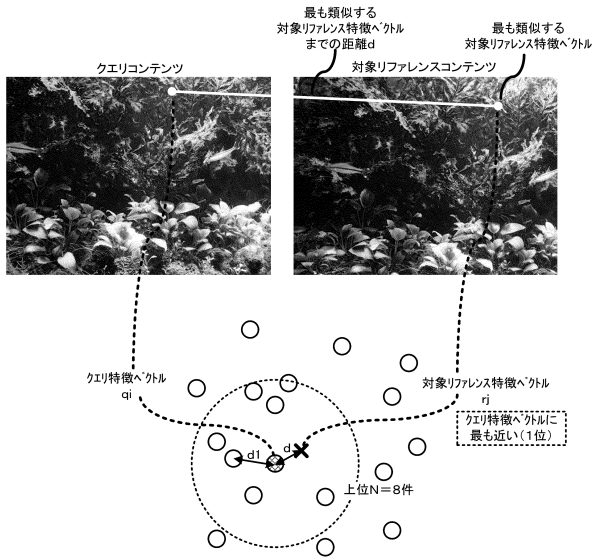 最も類似する
対象リファレンス特徴ベクトル
までの距離d
最も類似する
対象リファレンス特徴ベクトル
クエリコンテンツ
対象リファレンスコンテンツ
クエリ特徴ベクトル
qi
対象リファレンス特徴ベクトル
rj
クエリ特徴ベクトルに
最も近い(1位)
d1
d
上位N=8件